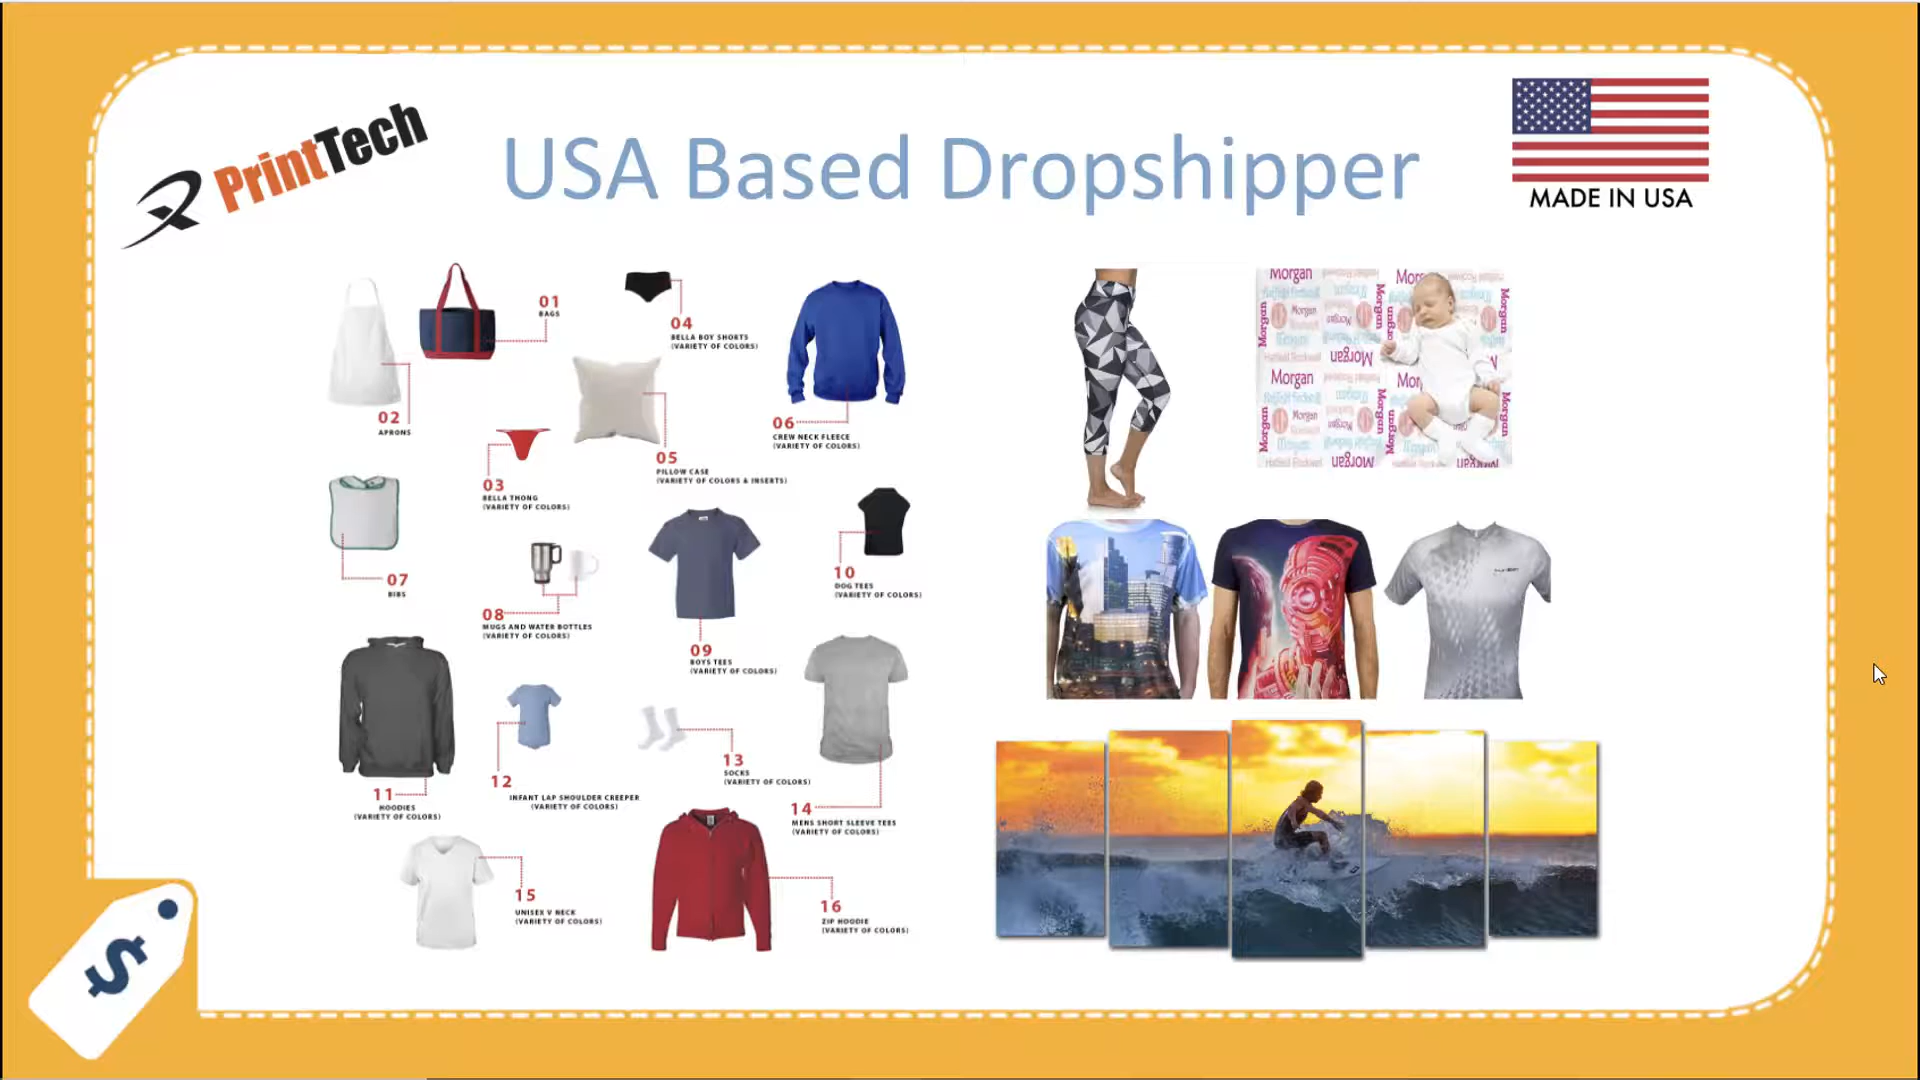 PrintTech
USA Based Dropshipper
MADE IN USA
01
BAGS
02
APRONS
03
BELLA THONG
(VARIETY OF COLORS)
04
BELLA BOY SHORTS
(VARIETY OF COLORS)
05
PILLOW CASE
(VARIETY OF COLORS & INSERTS)
06
CREW NECK FLEECE
(VARIETY OF COLORS)
07
BIBS
08
MUGS AND WATER BOTTLES
(VARIETY OF COLORS)
09
BOYS TEES
(VARIETY OF COLORS)
10
DOG TEES
(VARIETY OF COLORS)
11
HOODIES
(VARIETY OF COLORS)
12
INFANT LAP SHOULDER CREEPER
(VARIETY OF COLORS)
13
SOCKS
(VARIETY OF COLORS)
14
MENS SHORT SLEEVE TEES
(VARIETY OF COLORS)
15
UNISEX V NECK
(VARIETY OF COLORS)
16
ZIP HOODIE
(VARIETY OF COLORS)
Morgan
Morgan
Morgan
Morgan
Morgan
Morgan
$